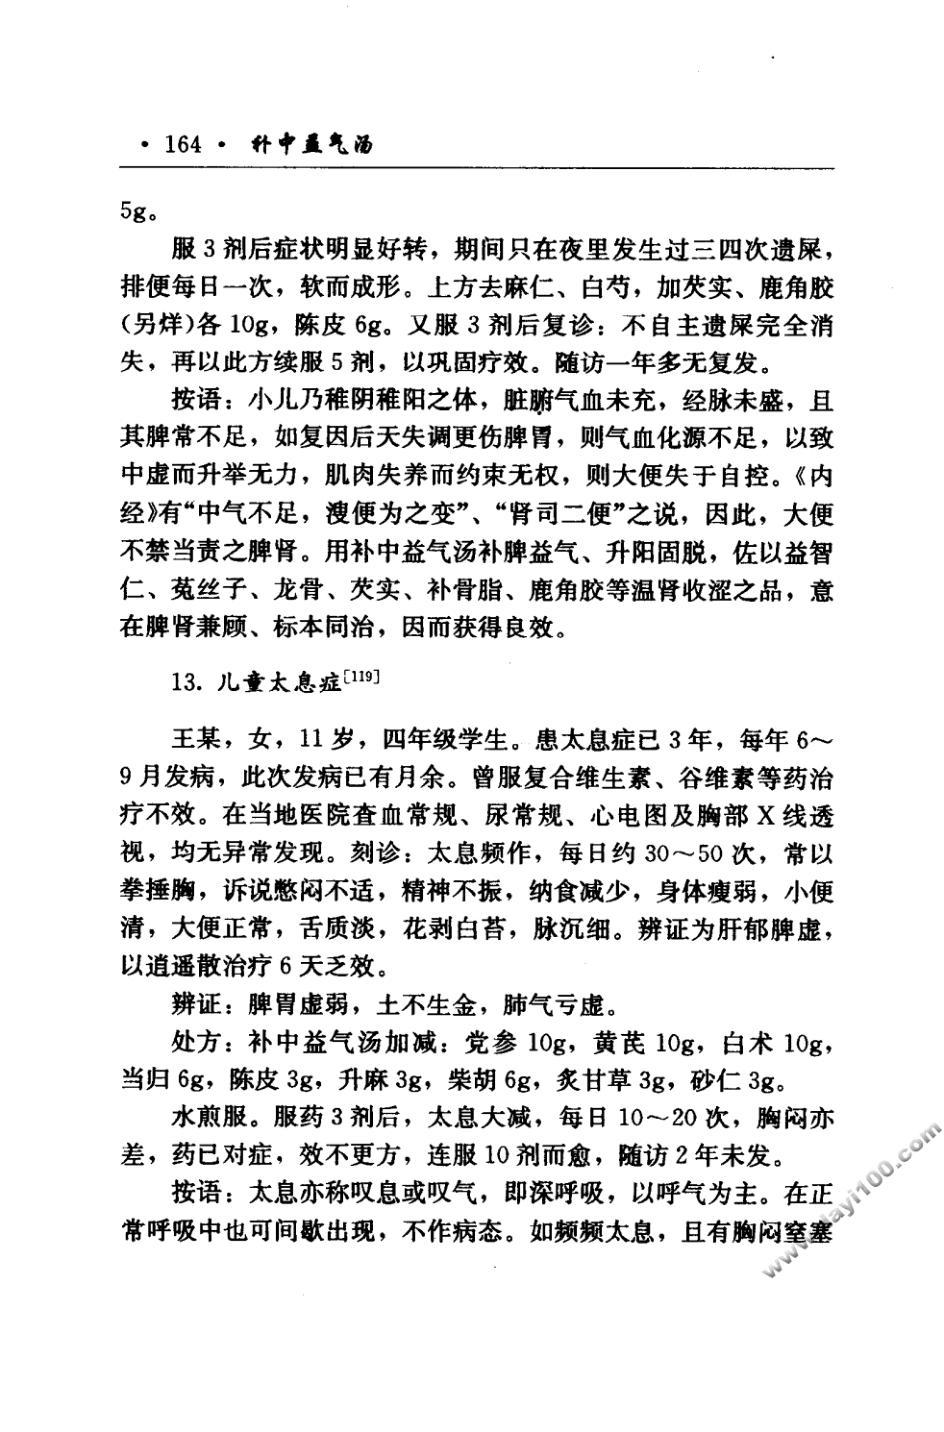 · 164 · 补中益气汤
5g。
服 3 剂后症状明显好转，期间只在夜里发生过三四次遗屎，
排便每日一次，软而成形。上方去麻仁、白芍，加芡实、鹿角胶
（另烊）各 10g，陈皮 6g。又服 3 剂后复诊：不自主遗屎完全消
失，再以此方续服 5 剂，以巩固疗效。随访一年多无复发。
按语：小儿乃稚阴稚阳之体，脏腑气血未充，经脉未盛，且
其脾常不足，如复因后天失调更伤脾胃，则气血化源不足，以致
中虚而升举无力，肌肉失养而约束无权，则大便失于自控。《内
经》有“中气不足，溲便为之变”、“肾司二便”之说，因此，大便
不禁当责之脾肾。用补中益气汤补脾益气、升阳固脱，佐以益智
仁、菟丝子、龙骨、芡实、补骨脂、鹿角胶等温肾收涩之品，意
在脾肾兼顾、标本同治，因而获得良效。
13. 儿童太息症[119]
王某，女，11 岁，四年级学生。患太息症已 3 年，每年 6～
9 月发病，此次发病已有月余。曾服复合维生素、谷维素等药治
疗不效。在当地医院查血常规、尿常规、心电图及胸部 X 线透
视，均无异常发现。刻诊：太息频作，每日约 30～50 次，常以
拳捶胸，诉说憋闷不适，精神不振，纳食减少，身体瘦弱，小便
清，大便正常，舌质淡，花剥白苔，脉沉细。辨证为肝郁脾虚，
以逍遥散治疗 6 天乏效。
辨证：脾胃虚弱，土不生金，肺气亏虚。
处方：补中益气汤加减：党参 10g，黄芪 10g，白术 10g，
当归 6g，陈皮 3g，升麻 3g，柴胡 6g，炙甘草 3g，砂仁 3g。
水煎服。服药 3 剂后，太息大减，每日 10～20 次，胸闷亦
差，药已对症，效不更方，连服 10 剂而愈，随访 2 年未发。
按语：太息亦称叹息或叹气，即深呼吸，以呼气为主。在正
常呼吸中也可间歇出现，不作病态。如频频太息，且有胸闷窒塞